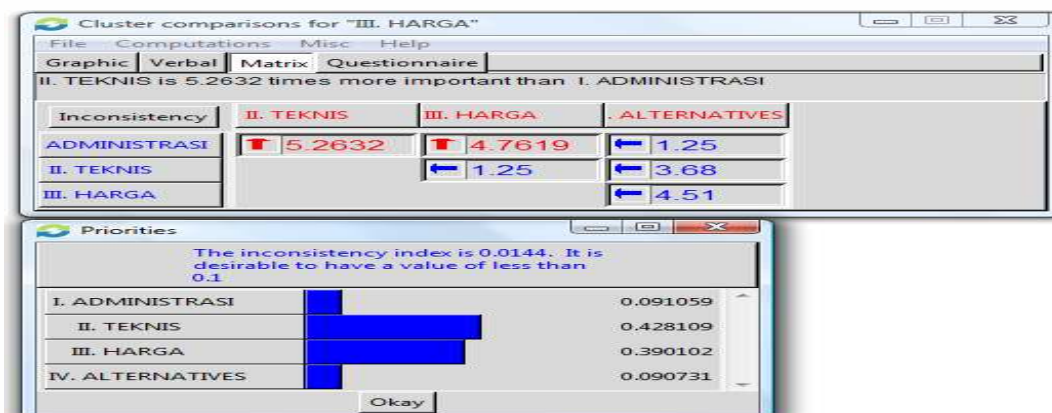 Cluster comparisons for "III. HARGA"
File Computations Misc Help
Graphic Verbal Matrix Questionnaire
II. TEKNIS is 5.2632 times more important than I. ADMINISTRASI
Inconsistency II. TEKNIS III. HARGA . ALTERNATIVES
ADMINISTRASI 5.2632 4.7619 1.25
II. TEKNIS 1.25 3.68
III. HARGA 4.51
Priorities
The inconsistency index is 0.0144. It is
desirable to have a value of less than
0.1
I. ADMINISTRASI 0.091059
II. TEKNIS 0.428109
III. HARGA 0.390102
IV. ALTERNATIVES 0.090731
Okay